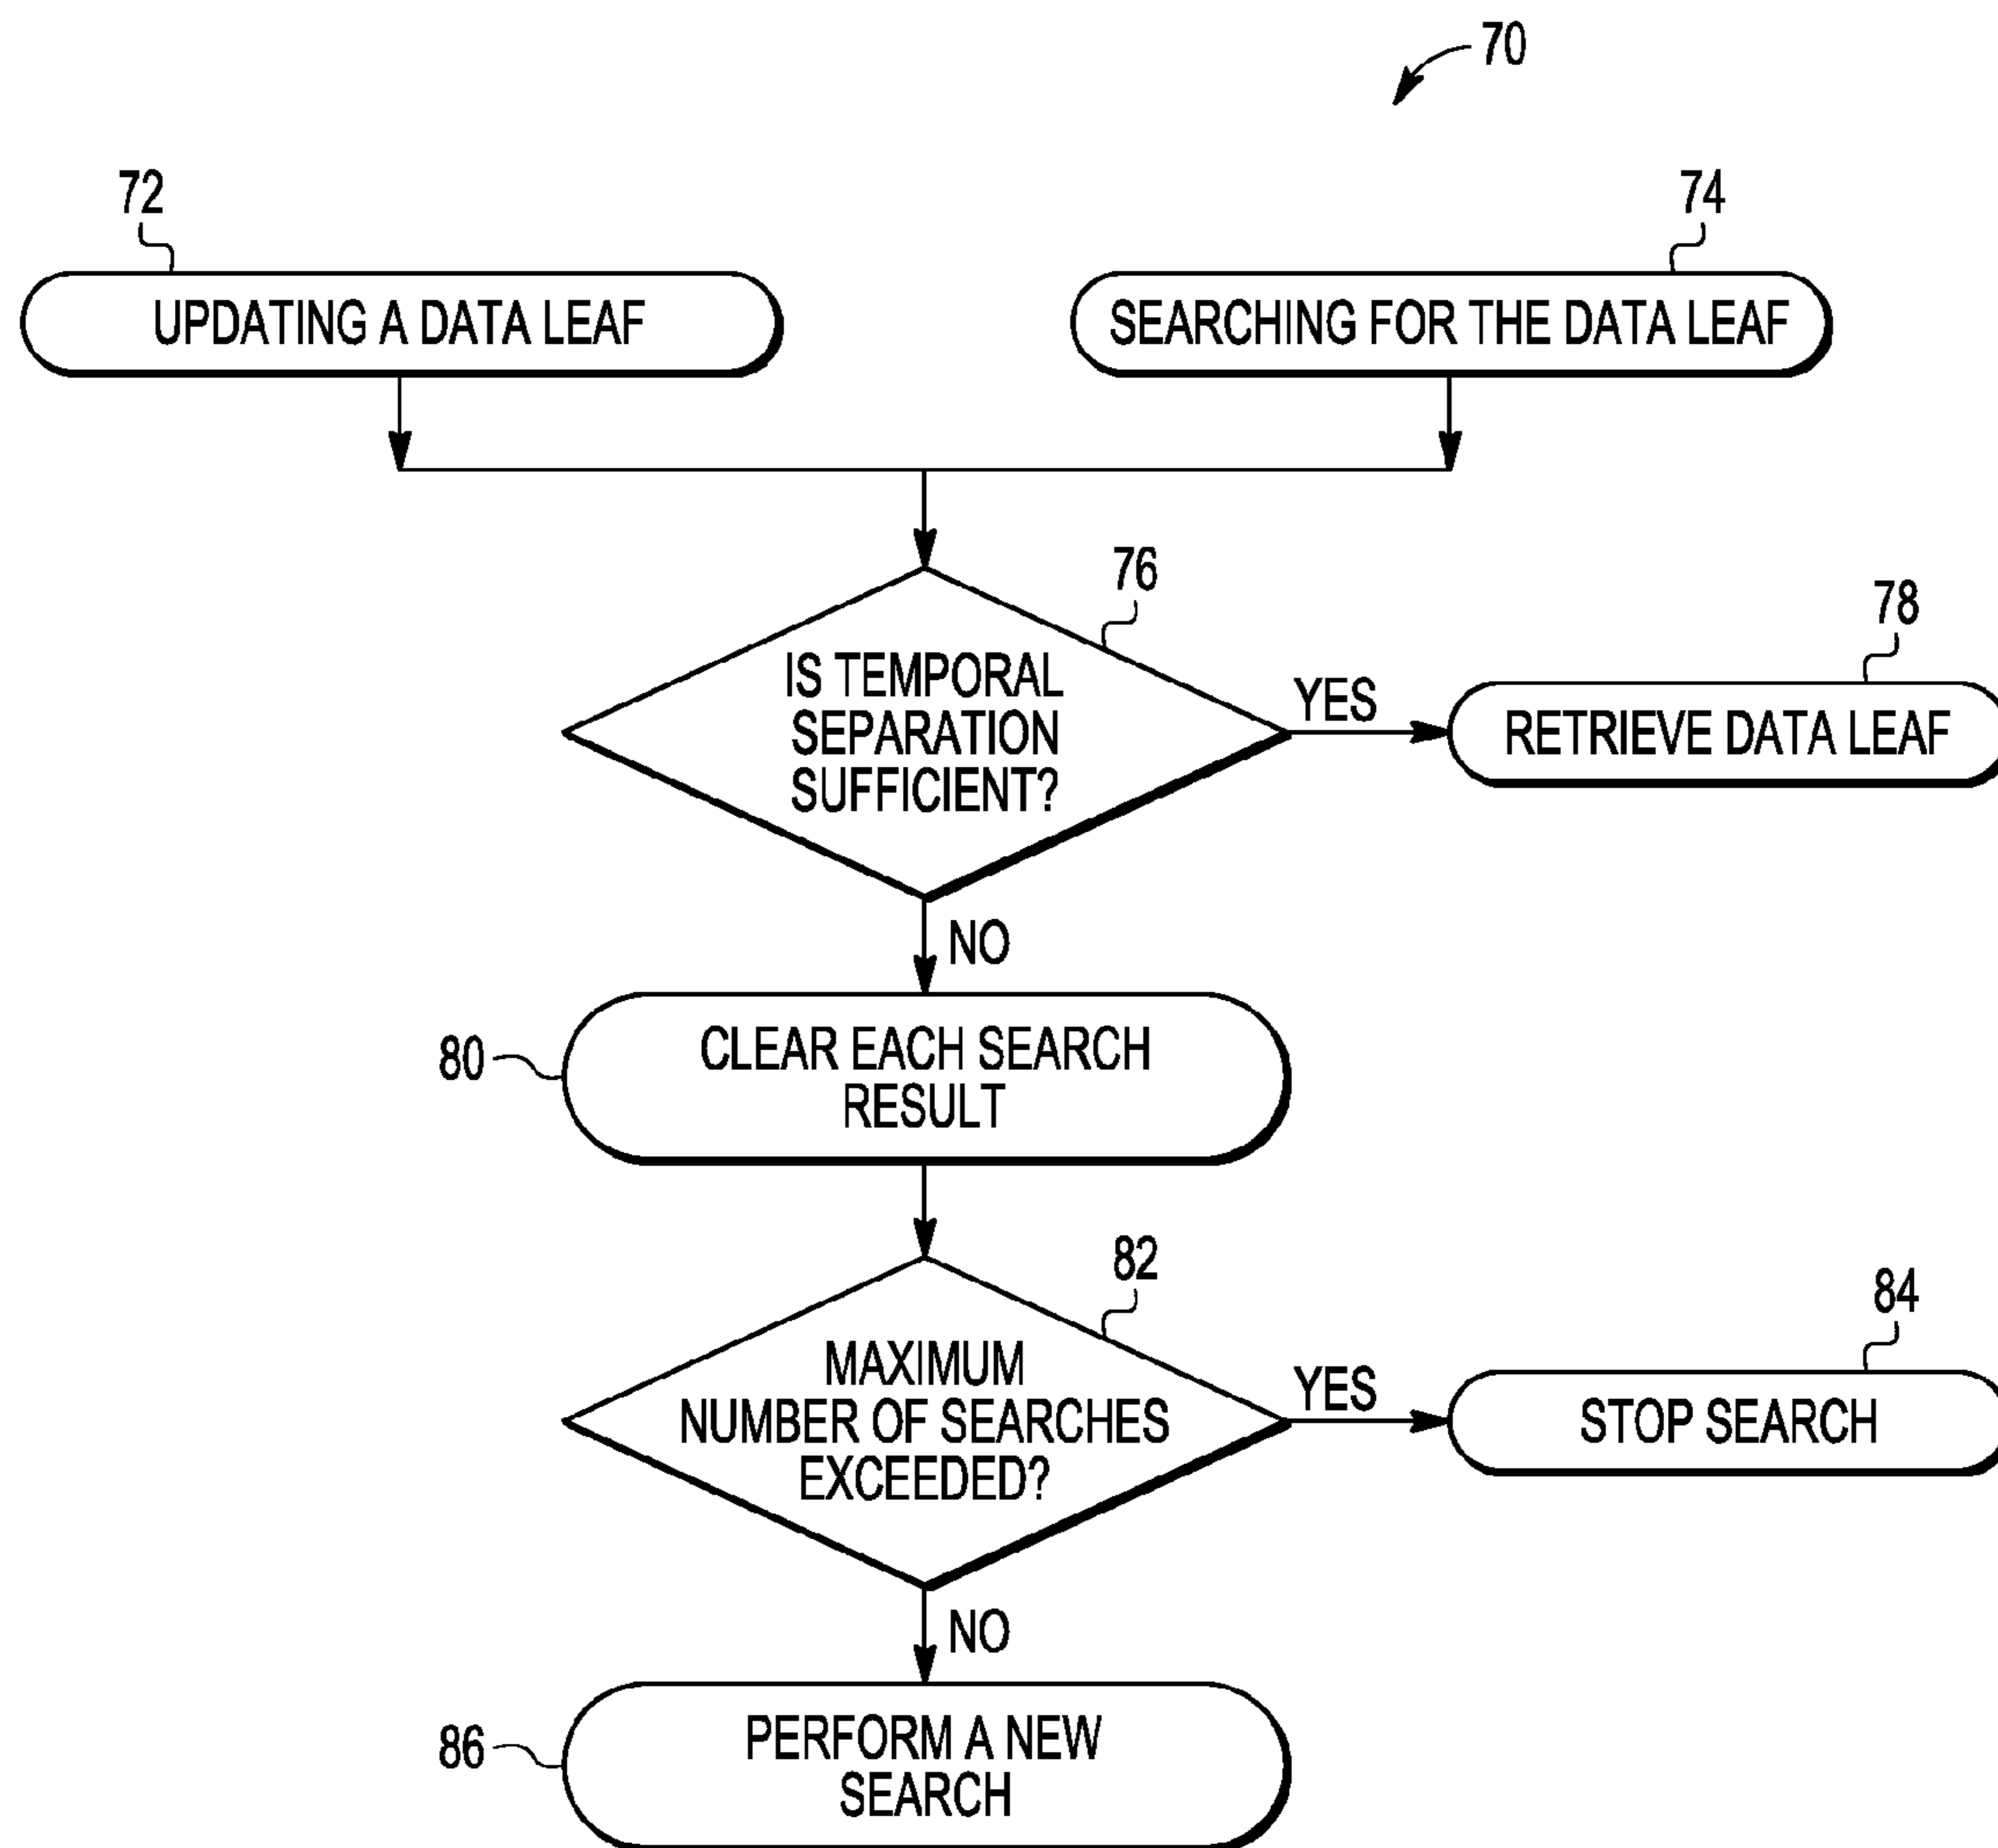 70
72
74
UPDATING A DATA LEAF
SEARCHING FOR THE DATA LEAF
76
IS TEMPORAL
SEPARATION
SUFFICIENT?
YES
78
RETRIEVE DATA LEAF
NO
80
CLEAR EACH SEARCH
RESULT
82
MAXIMUM
NUMBER OF SEARCHES
EXCEEDED?
YES
84
STOP SEARCH
NO
86
PERFORM A NEW
SEARCH